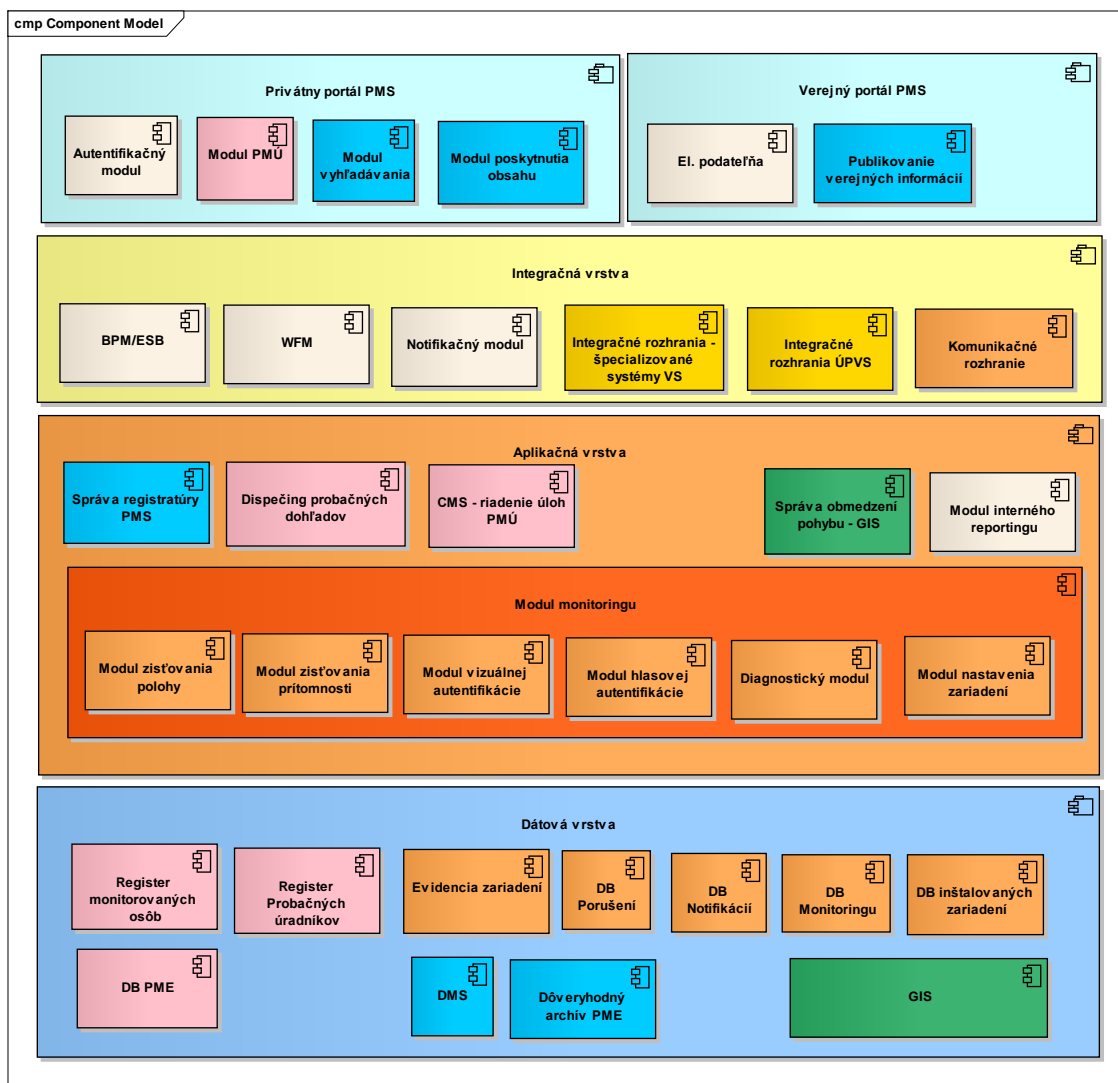 cmp Component Model
Privátny portál PMS
Autentifikačný
modul
Modul PMÚ
Modul
vyhľadávania
Modul poskytnutia
obsahu
Verejný portál PMS
El. podateľňa
Publikovanie
verejných informácií
Integračná vrstva
BPM/ESB
WFM
Notifikačný modul
Integračné rozhrania -
špecializované
systémy VS
Integračné
rozhrania ÚPVS
Komunikačné
rozhranie
Aplikačná vrstva
Správa registratúry
PMS
Dispečing probačných
dohľadov
CMS - riadenie úloh
PMÚ
Správa obmedzení
pohybu - GIS
Modul interného
reportingu
Modul monitoringu
Modul zisťovania
polohy
Modul zisťovania
prítomnosti
Modul vizuálnej
autentifikácie
Modul hlasovej
autentifikácie
Diagnostický modul
Modul nastavenia
zariadení
Dátová vrstva
Register
monitorovaných
osôb
Register
Probačných
úradníkov
Evidencia zariadení
DB
Porušení
DB
Notifikácií
DB
Monitoringu
DB inštalovaných
zariadení
DB PME
DMS
Dôveryhodný
archív PME
GIS